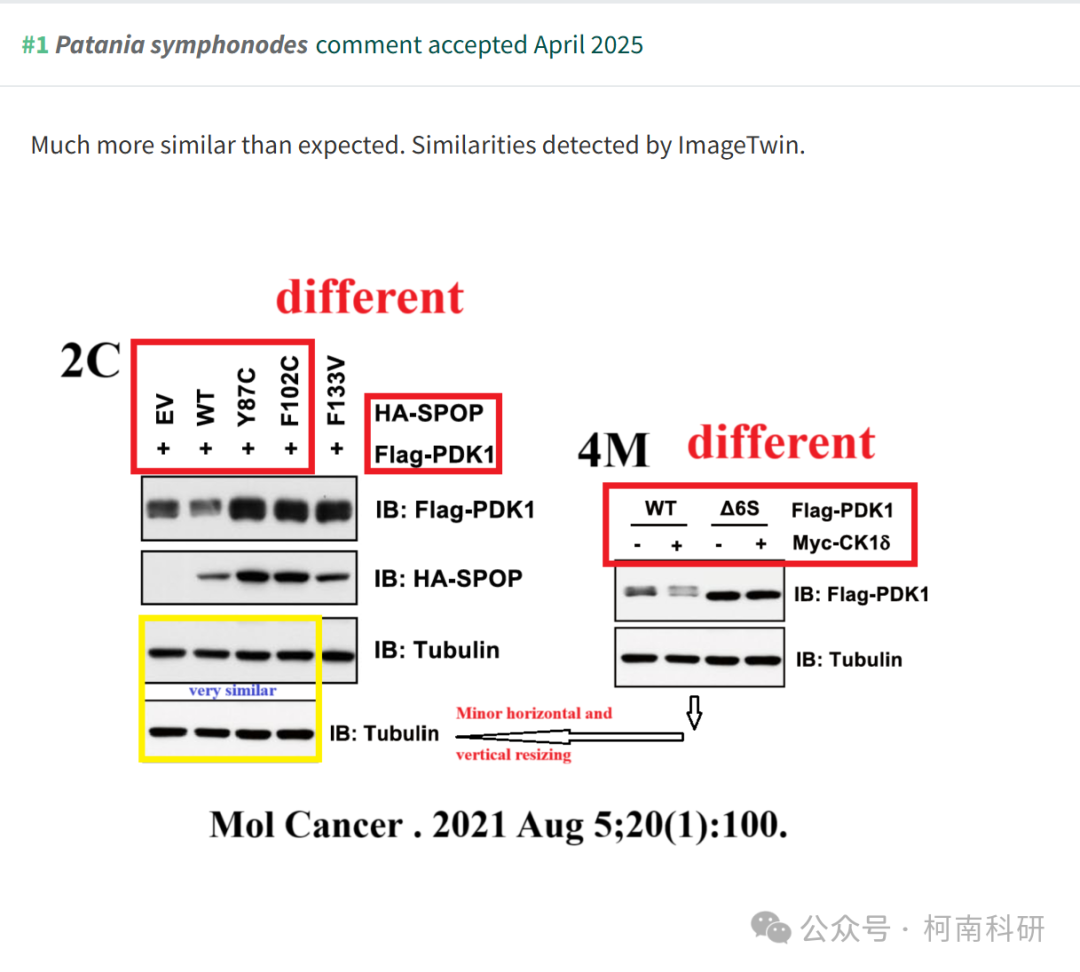 #1 Patania symphonodes comment accepted April 2025
Much more similar than expected. Similarities detected by ImageTwin.
different
2C
EV WT Y87C F102C F133V
HA-SPOP
+ + + + + Flag-PDK1
IB: Flag-PDK1
IB: HA-SPOP
IB: Tubulin
very similar
IB: Tubulin
Minor horizontal and
vertical resizing
4M different
WT Δ6S Flag-PDK1
- + - + Myc-CK1δ
IB: Flag-PDK1
IB: Tubulin
Mol Cancer . 2021 Aug 5;20(1):100.
公众号 · 柯南科研